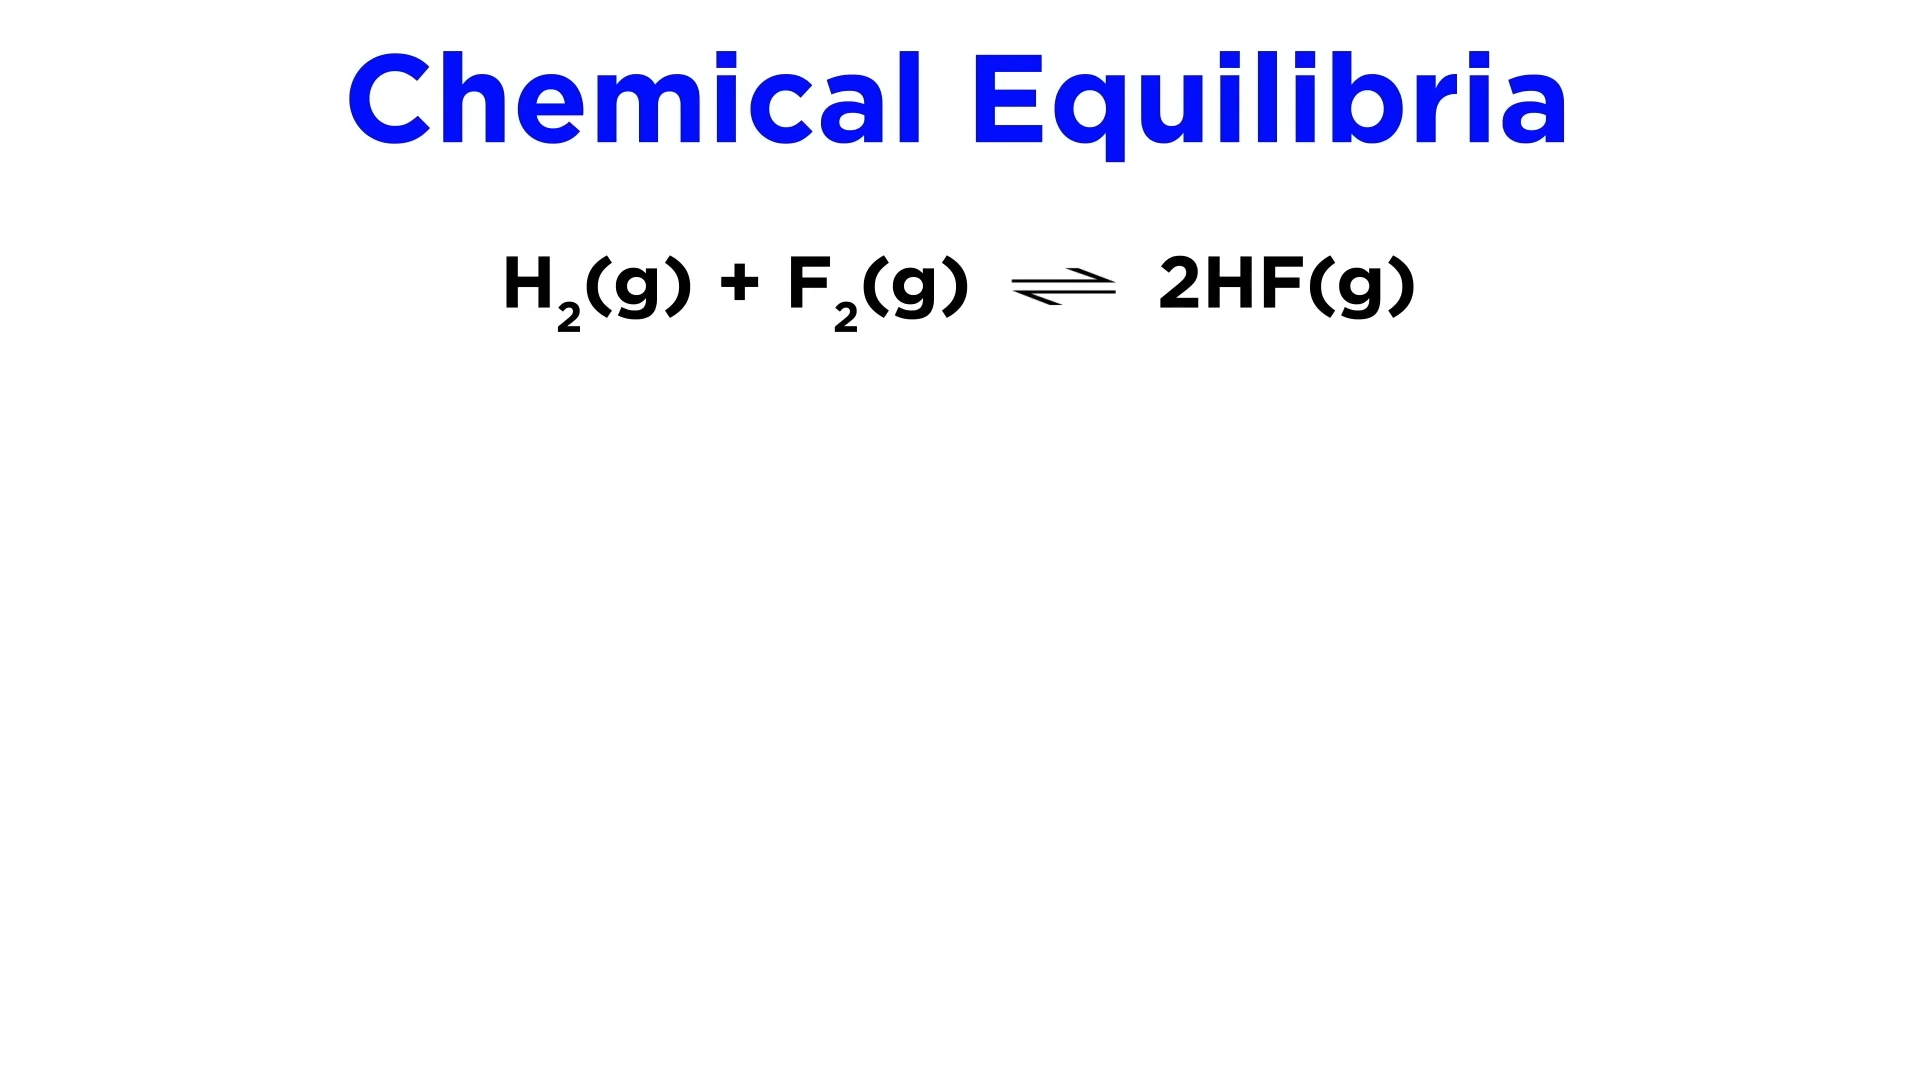 Chemical Equilibria
H₂(g) + F₂(g) ⇌ 2HF(g)